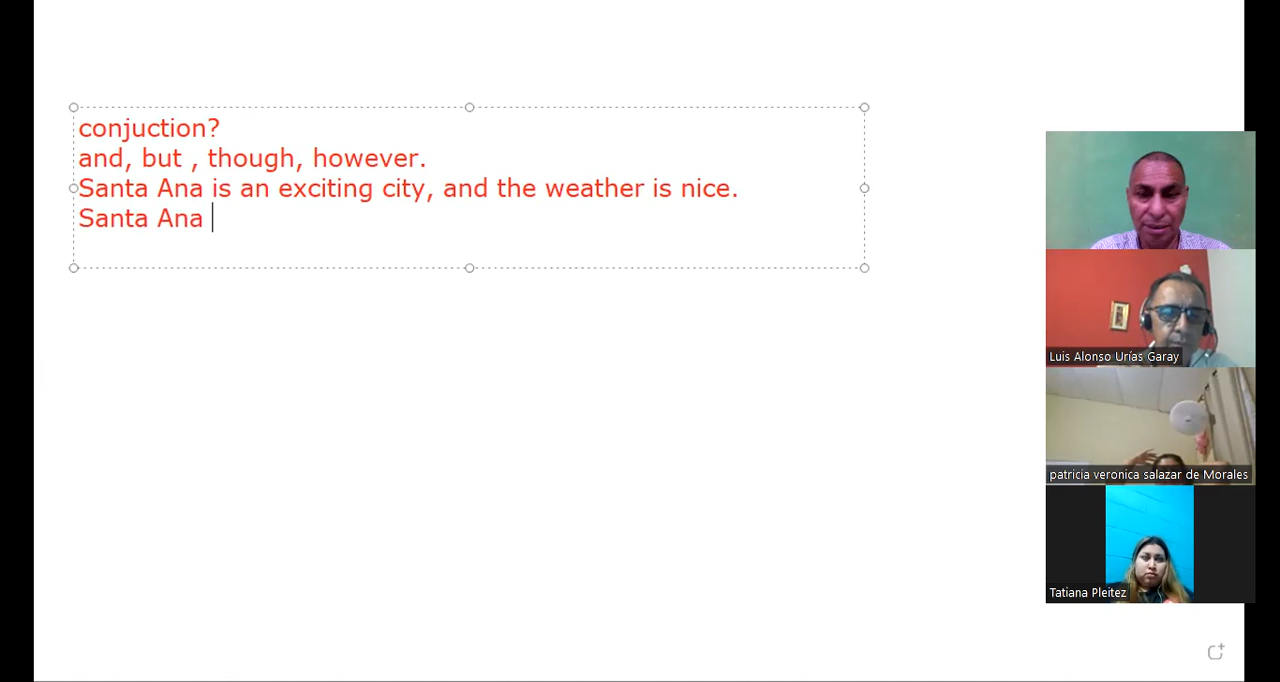 conjuction?
and, but , though, however.
Santa Ana is an exciting city, and the weather is nice.
Santa Ana
Luis Alonso Urías Garay
patricia veronica salazar de Morales
Tatiana Pleitez